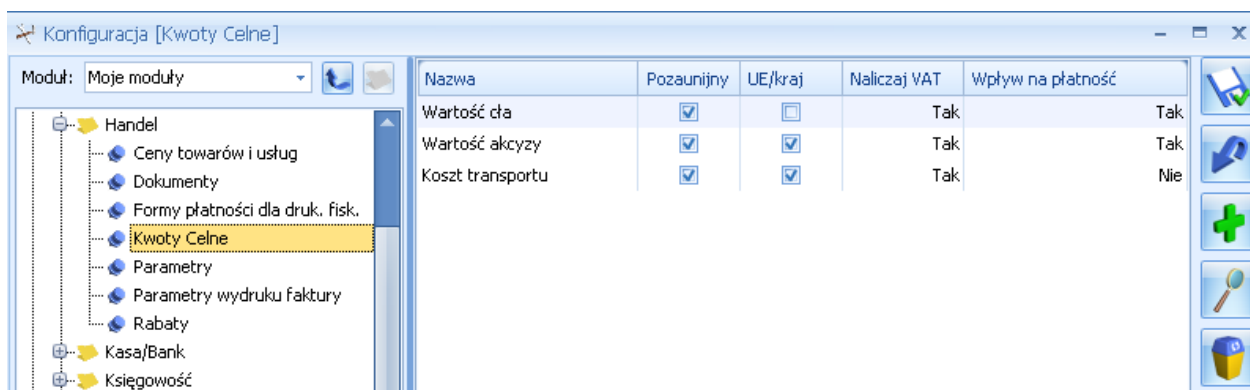 Konfiguracja [Kwoty Celne]
Moduł: Moje moduły
Handel
Ceny towarów i usług
Dokumenty
Formy płatności dla druk. fisk.
Kwoty Celne
Parametry
Parametry wydruku faktury
Rabaty
Kasa/Bank
Księgowość
Nazwa Pozaunijny UE/kraj Naliczaj VAT Wpływ na płatność
Wartość cła Tak Tak
Wartość akcyzy Tak Tak
Koszt transportu Tak Nie